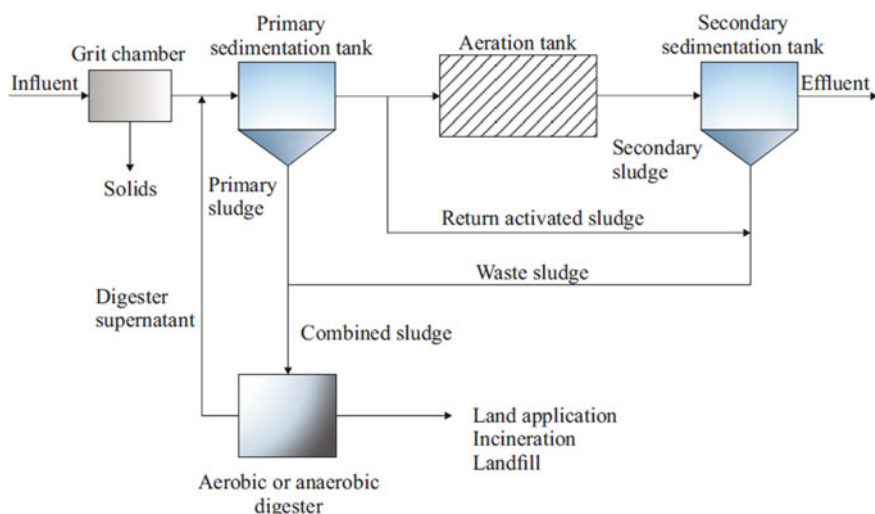 Primary
sedimentation tank
Grit chamber
Aeration tank
Secondary
sedimentation tank
Influent
Effluent
Solids
Primary
sludge
Secondary
sludge
Return activated sludge
Waste sludge
Digester
supernatant
Combined sludge
Land application
Incineration
Landfill
Aerobic or anaerobic
digester